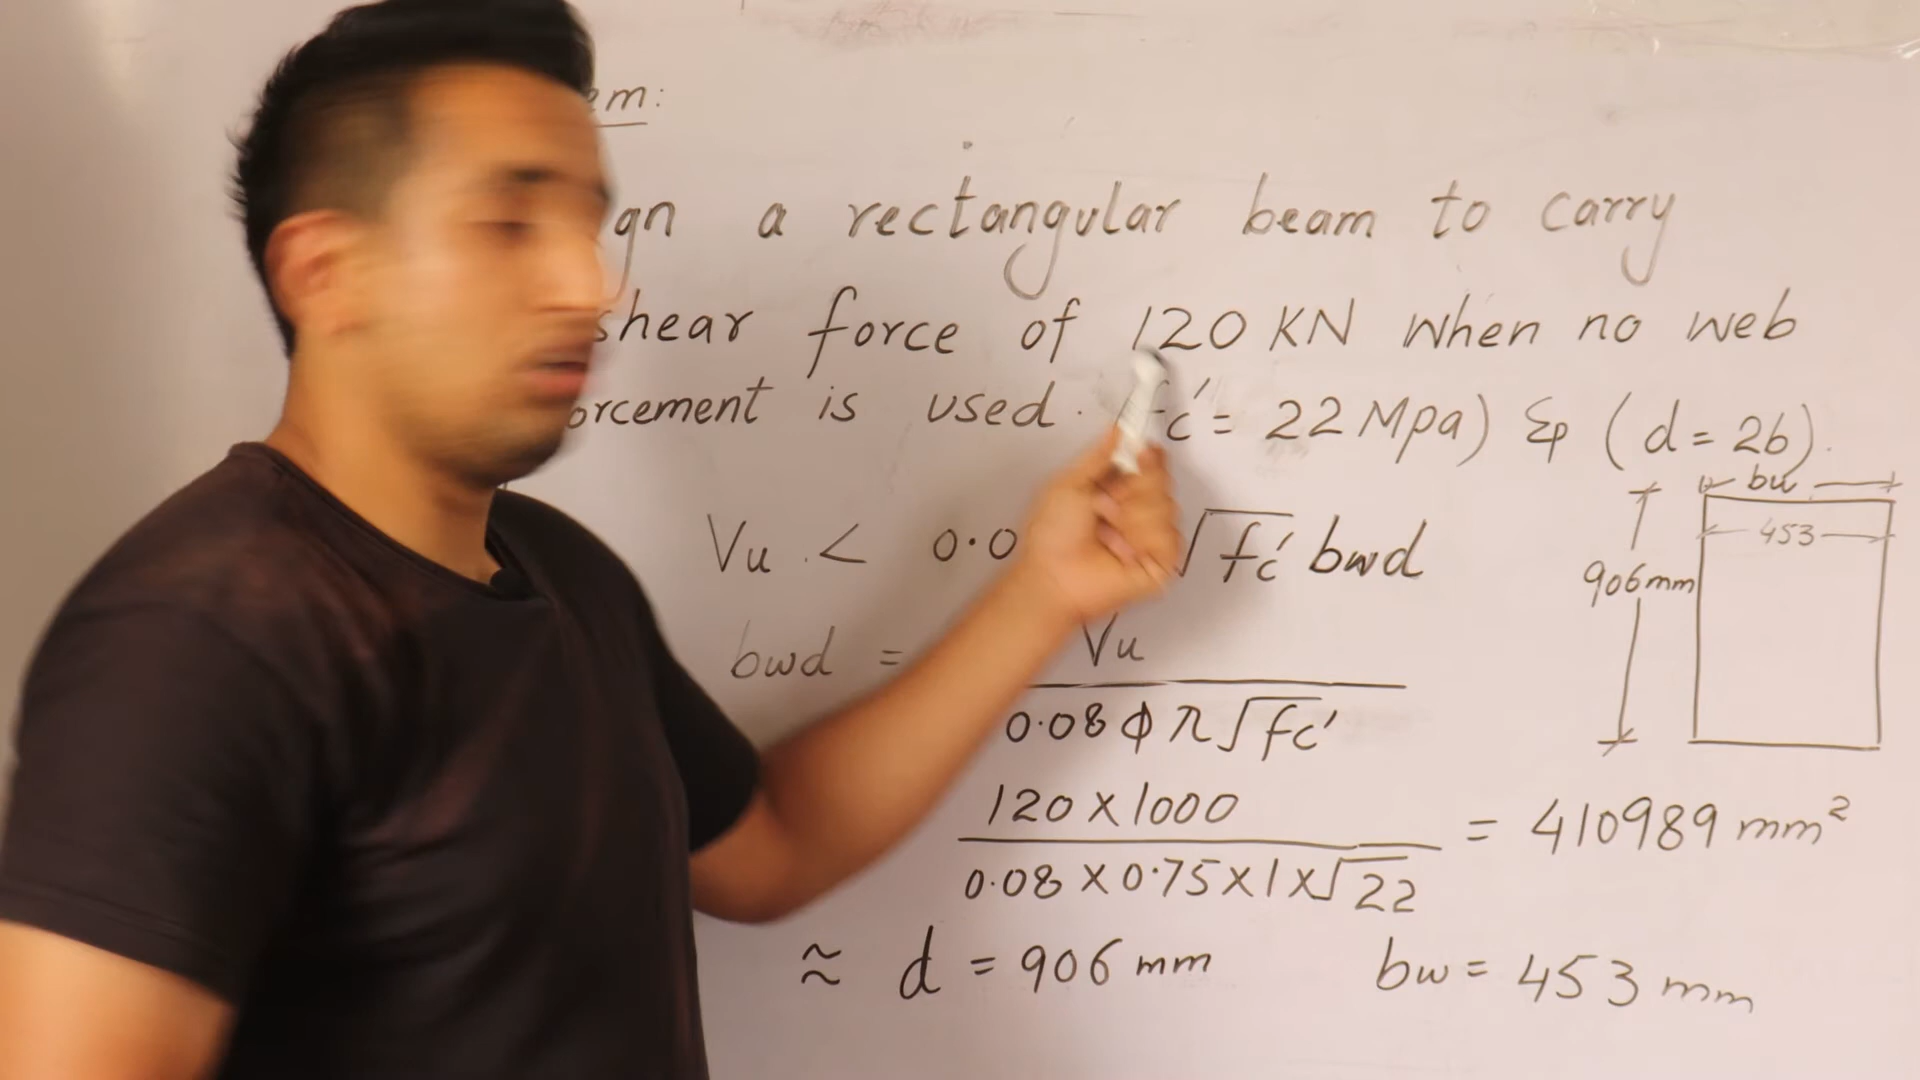 em:
gn a rectangular beam to carry
shear force of 120 KN when no web
orcement is used. fc' = 22 Mpa) & (d = 2b).
bw
453
906mm
Vu < 0.0 √fc' bwd
bwd = Vu
0.08 φ λ √fc'
120 X 1000
0.08 X 0.75 X 1 X √22
= 410989 mm²
≈ d = 906 mm bw = 453 mm